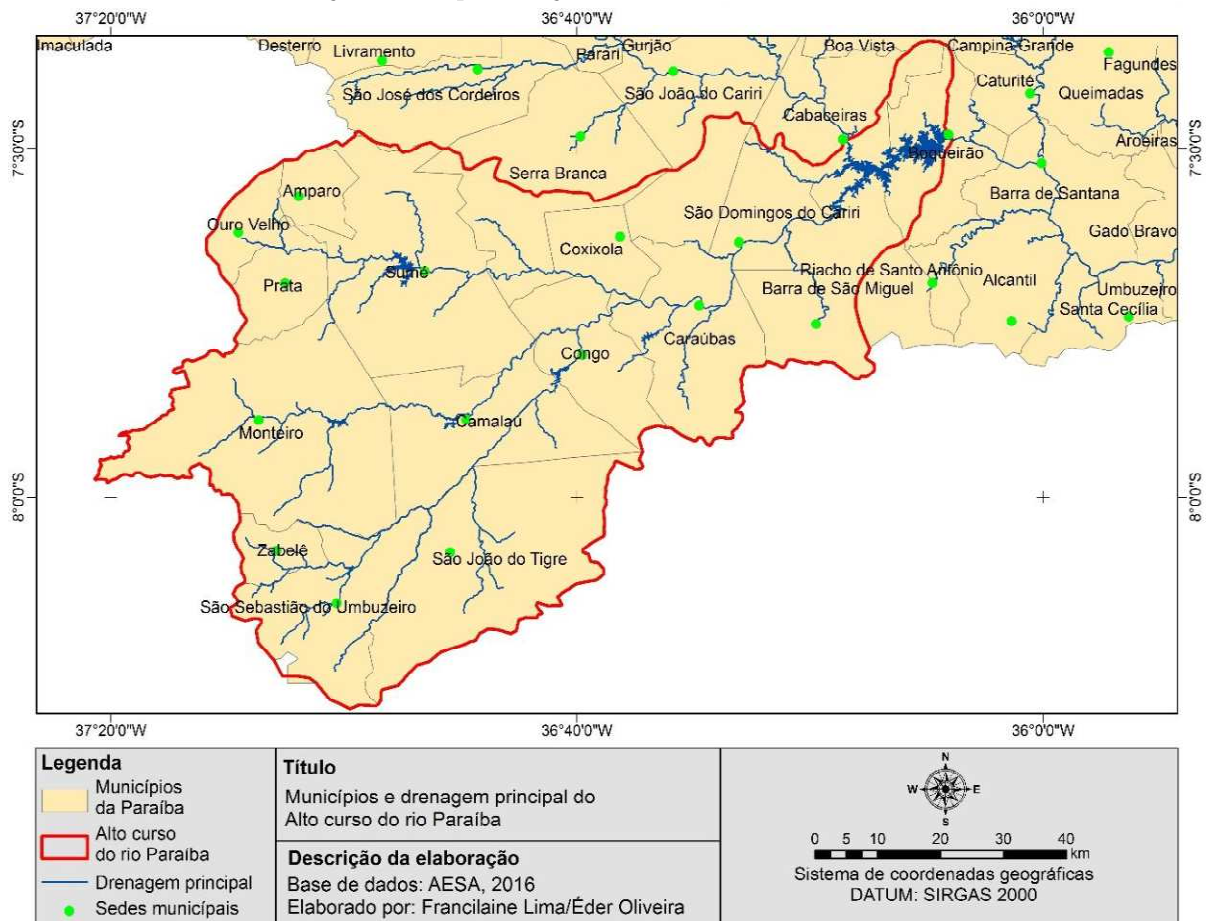 37°20'0"W 36°40'0"W 36°0'0"W
Imaculada Desterro Livramento Parari Gurjão Boa Vista Campina Grande
Fagundes
Caturité
Queimadas
São José dos Cordeiros São João do Cariri
Cabaceiras
7°30'0"S 7°30'0"S
Aroeiras
Boqueirão
Serra Branca
Amparo
Barra de Santana
São Domingos do Cariri
Ouro Velho
Gado Bravo
Coxixola
Sumé
Riacho de Santo Antônio
Prata
Barra de São Miguel
Alcantil
Umbuzeiro
Santa Cecília
Caraúbas
Congo
Camalaú
Monteiro
8°0'0"S 8°0'0"S
Zabelê
São João do Tigre
São Sebastião do Umbuzeiro
37°20'0"W 36°40'0"W 36°0'0"W
Legenda
Municípios
da Paraíba
Alto curso
do rio Paraíba
Drenagem principal
Sedes municípais
Título
Municípios e drenagem principal do
Alto curso do rio Paraíba
Descrição da elaboração
Base de dados: AESA, 2016
Elaborado por: Francilaine Lima/Éder Oliveira
N
W E
S
0 5 10 20 30 40
km
Sistema de coordenadas geográficas
DATUM: SIRGAS 2000